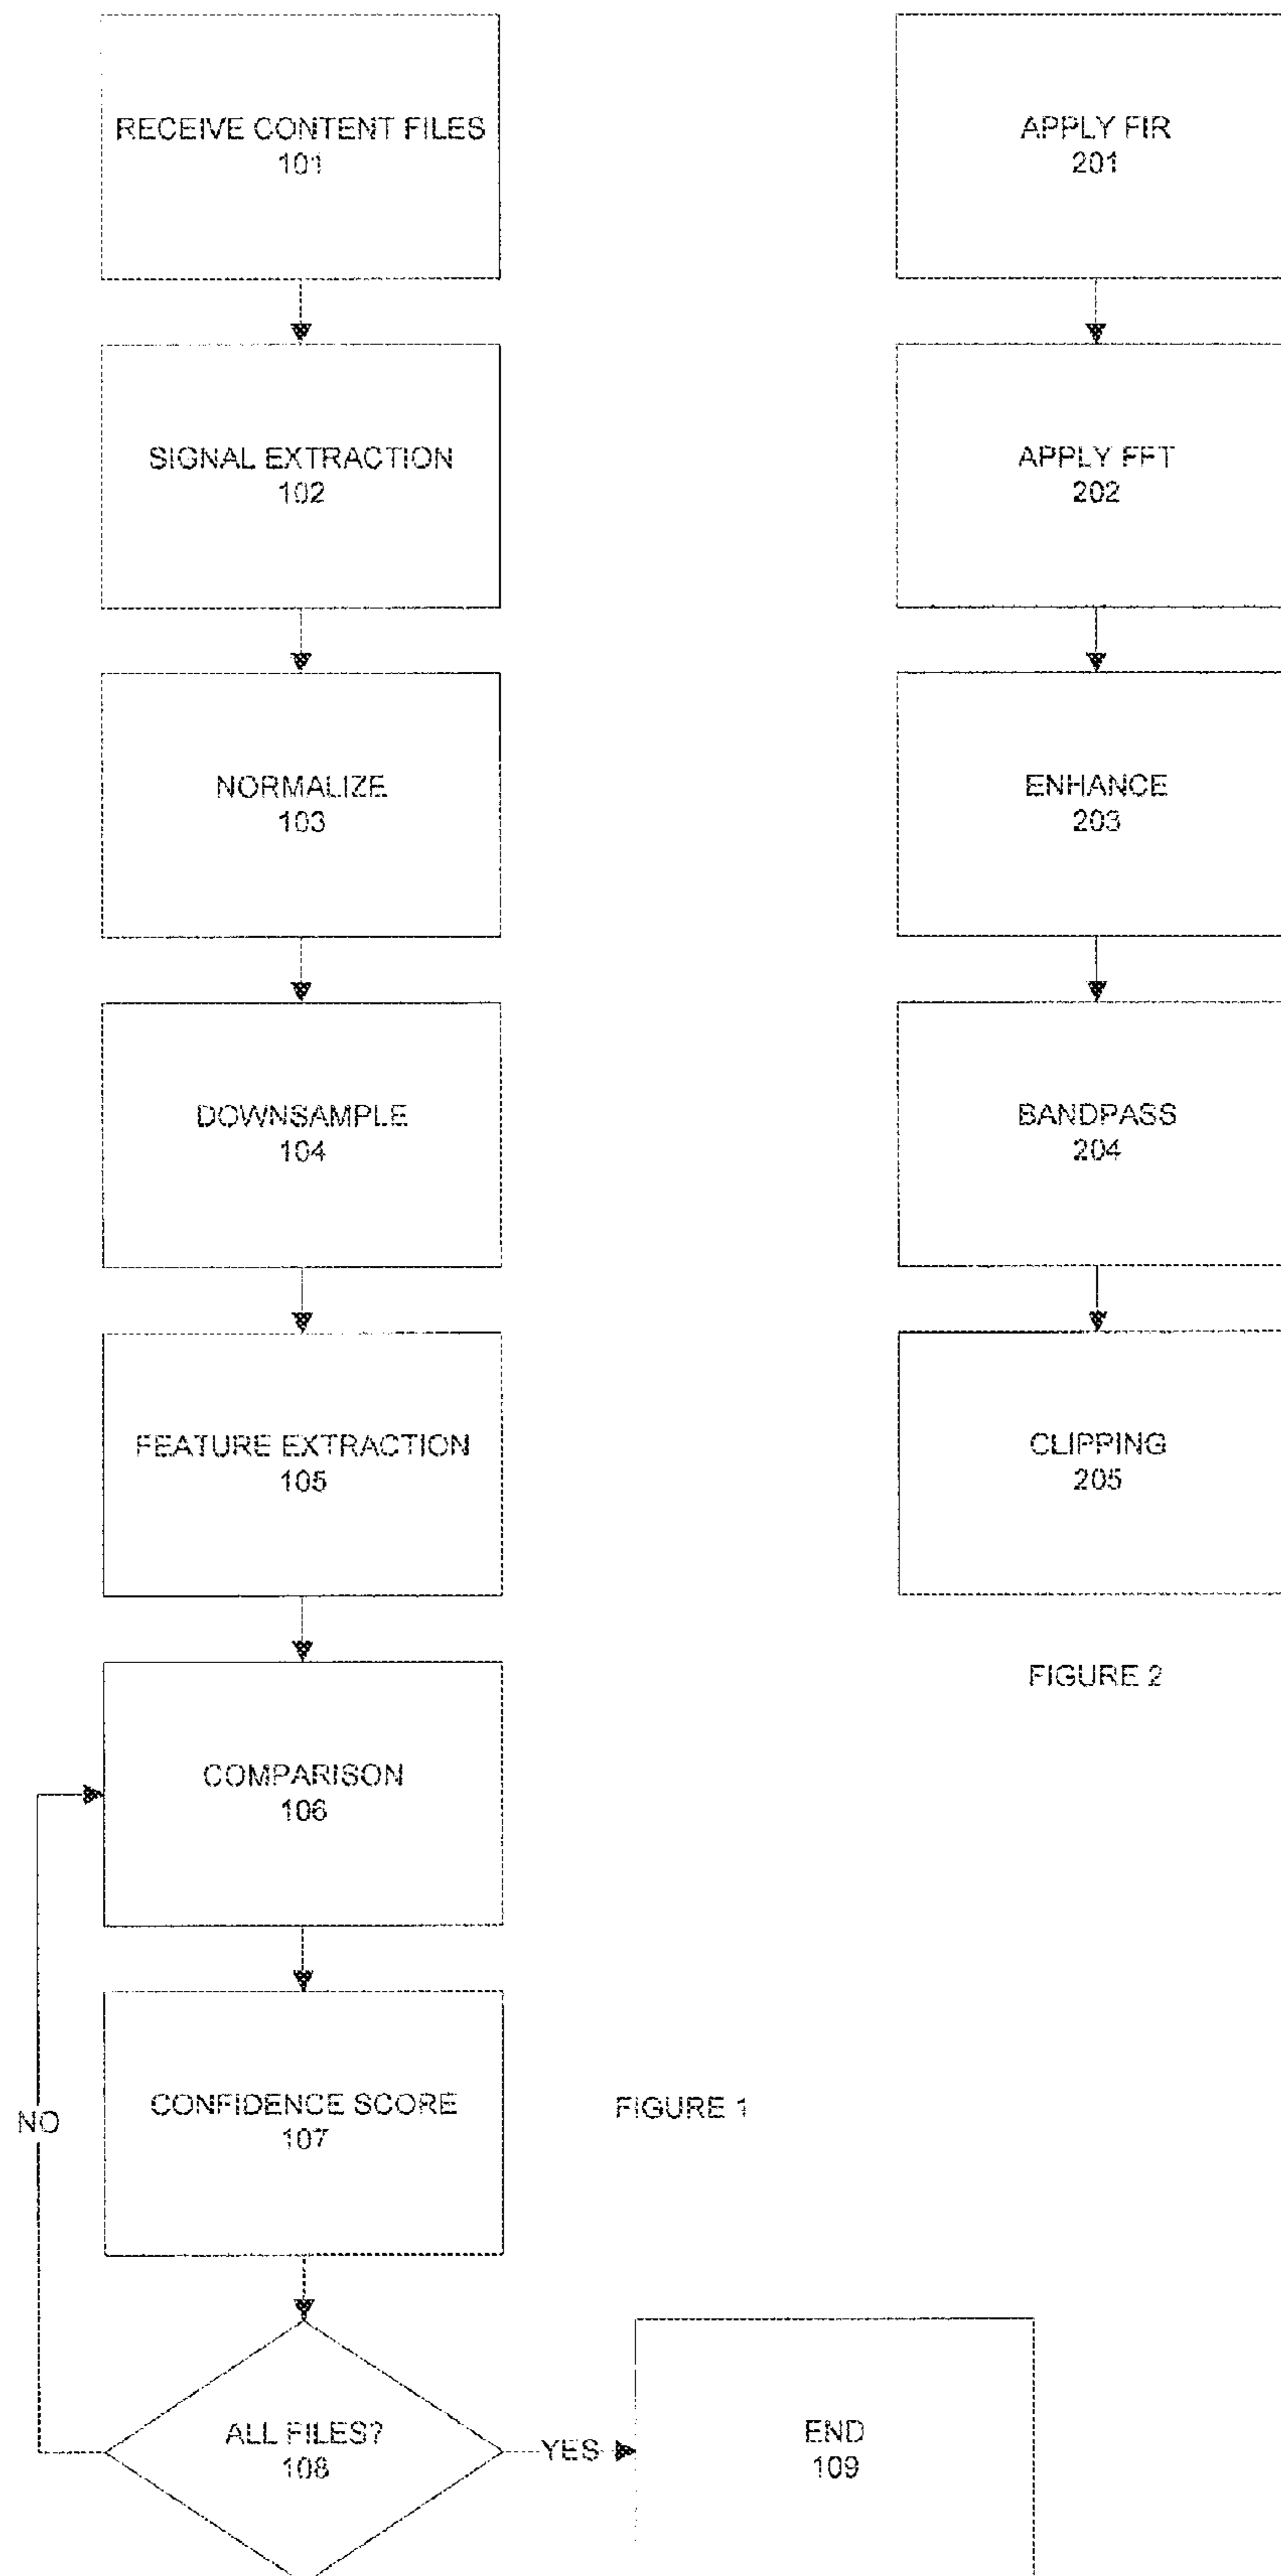 RECEIVE CONTENT FILES
101
SIGNAL EXTRACTION
102
NORMALIZE
103
DOWNSAMPLE
104
FEATURE EXTRACTION
105
COMPARISON
106
CONFIDENCE SCORE
107
NO
ALL FILES?
108
YES
END
109
FIGURE 1
APPLY FIR
201
APPLY FFT
202
ENHANCE
203
BANDPASS
204
CLIPPING
205
FIGURE 2